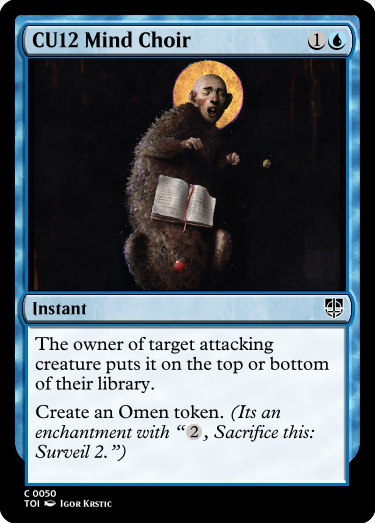 CU12 Mind Choir 1
Instant
The owner of target attacking
creature puts it on the top or bottom
of their library.
Create an Omen token. (Its an
enchantment with “2, Sacrifice this:
Surveil 2.”)
C 0050
TOI Igor Krstic